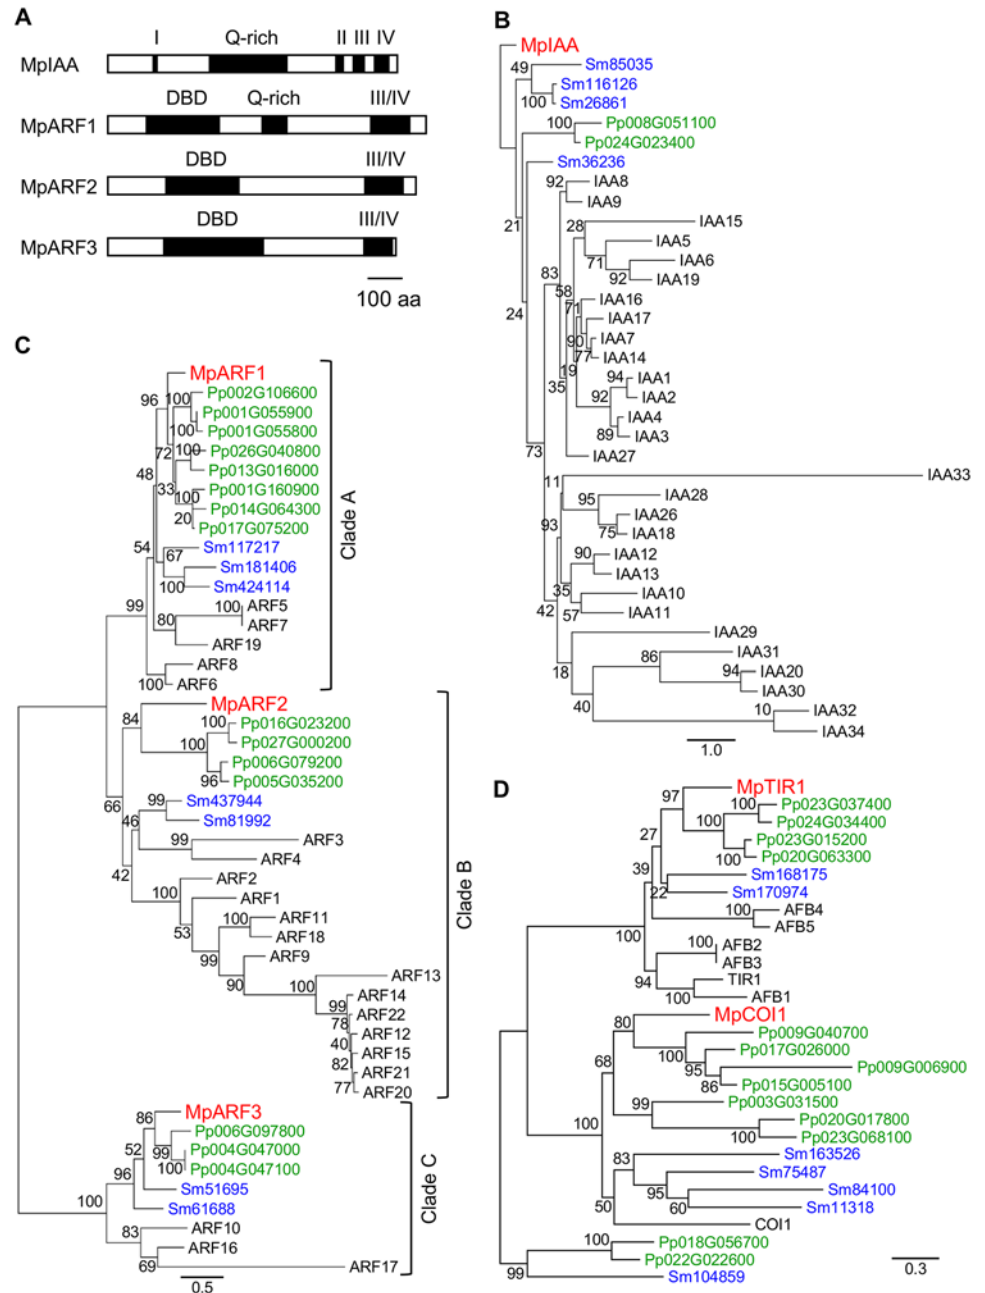 A
I Q-rich II III IV
MpIAA
DBD Q-rich III/IV
MpARF1
DBD III/IV
MpARF2
DBD III/IV
MpARF3
100 aa
B
MpIAA
49 Sm85035
Sm116126
100 Sm26861
100 Pp008G051100
Pp024G023400
Sm36236
92 IAA8
IAA9
21
28 IAA15
IAA5
71 IAA6
92 IAA19
83
58
IAA16
71 IAA17
90 IAA7
77 IAA14
24
19
35
94 IAA1
92 IAA2
IAA4
89 IAA3
73 IAA27
11 IAA33
95 IAA28
IAA26
93 75 IAA18
90 IAA12
IAA13
35 IAA10
42 57 IAA11
IAA29
18 86 IAA31
94 IAA20
IAA30
40 10 IAA32
IAA34
1.0
C
MpARF1
96 100 Pp002G106600
Pp001G055900
100 Pp001G055800
72 100 Pp026G040800
48 Pp013G016000
33 100 Pp001G160900
Pp014G064300
20 Pp017G075200
54 67 Sm117217
Sm181406
100 Sm424114
99 100 ARF5
80 ARF7
ARF19
ARF8
100 ARF6
Clade A
MpARF2
84 100 Pp016G023200
100 Pp027G000200
Pp006G079200
96 Pp005G035200
66 99 Sm437944
46 Sm81992
99 ARF3
ARF4
42 ARF2
100 ARF1
53 100 ARF11
ARF18
99 ARF9
90 100 ARF13
99 ARF14
78 ARF22
40 ARF12
82 ARF15
ARF21
77 ARF20
Clade B
MpARF3
86 Pp006G097800
52 99 Pp004G047000
100 Pp004G047100
96 Sm51695
100 Sm61688
83 ARF10
ARF16
69 ARF17
Clade C
0.5
D
MpTIR1
97 100 Pp023G037400
100 Pp024G034400
27 Pp023G015200
100 Pp020G063300
39 Sm168175
22 Sm170974
100 AFB4
AFB5
100 100 AFB2
AFB3
94 TIR1
100 AFB1
MpCOI1
80 Pp009G040700
100 Pp017G026000
68 95 Pp009G006900
86 Pp015G005100
99 Pp003G031500
Pp020G017800
100 100 Pp023G068100
83 Sm163526
Sm75487
95 Sm84100
50 60 Sm11318
COI1
100 Pp018G056700
Pp022G022600
99 Sm104859
0.3